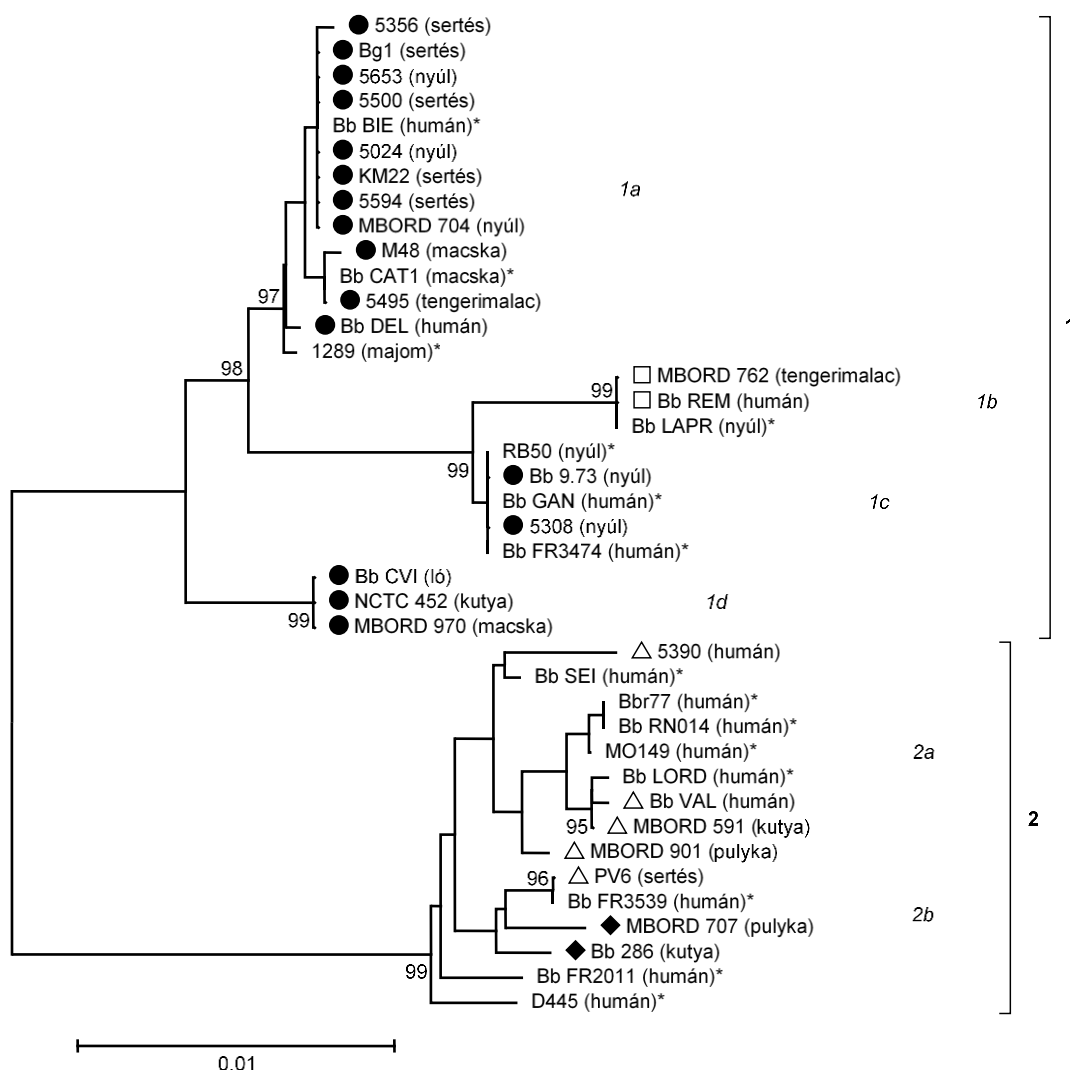 5356 (sertés)
Bg1 (sertés)
5653 (nyúl)
5500 (sertés)
Bb BIE (humán)*
5024 (nyúl)
KM22 (sertés)
5594 (sertés)
1a
MBORD 704 (nyúl)
M48 (macska)
Bb CAT1 (macska)*
97
5495 (tengerimalac)
Bb DEL (humán)
1
1289 (majom)*
98
MBORD 762 (tengerimalac)
99
Bb REM (humán)
1b
Bb LAPR (nyúl)*
RB50 (nyúl)*
99
Bb 9.73 (nyúl)
Bb GAN (humán)*
1c
5308 (nyúl)
Bb FR3474 (humán)*
Bb CVI (ló)
NCTC 452 (kutya)
1d
99
MBORD 970 (macska)
5390 (humán)
Bb SEI (humán)*
Bbr77 (humán)*
Bb RN014 (humán)*
MO149 (humán)*
2a
Bb LORD (humán)*
Bb VAL (humán)
95
MBORD 591 (kutya)
2
MBORD 901 (pulyka)
96
PV6 (sertés)
Bb FR3539 (humán)*
2b
MBORD 707 (pulyka)
Bb 286 (kutya)
99
Bb FR2011 (humán)*
D445 (humán)*
0.01